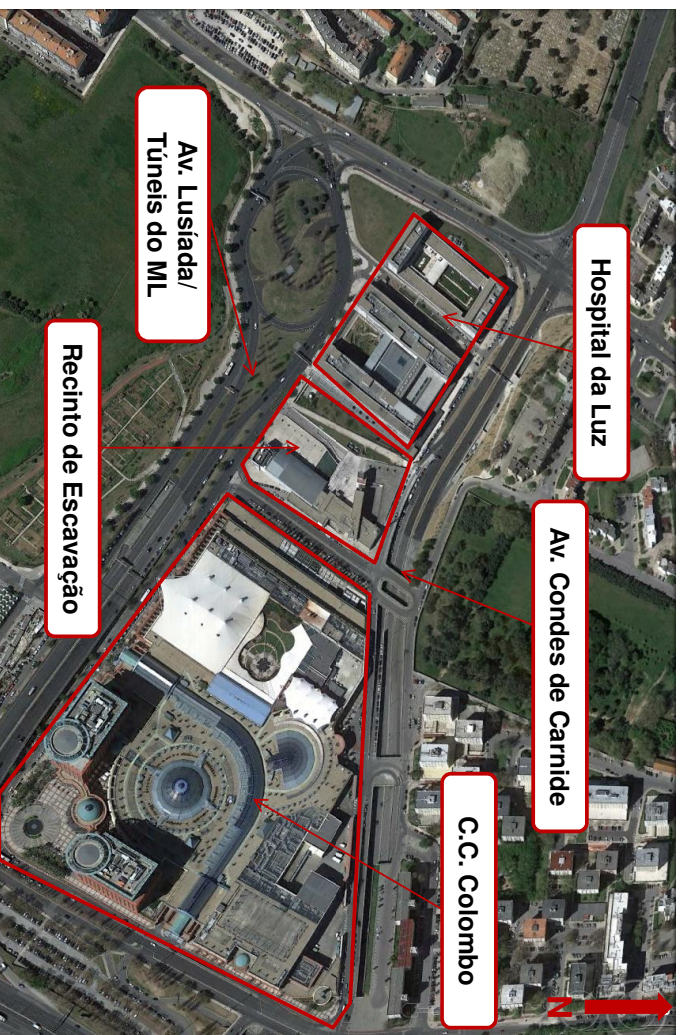 Hospital da Luz
Av. Condes de Carnide
C.C. Colombo
Av. Lusíada/
Túneis do ML
Recinto de Escavação
N